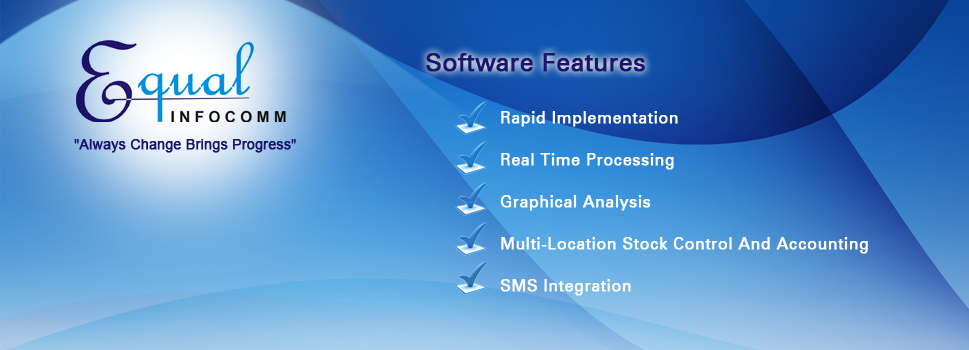 Equal
INFOCOMM
"Always Change Brings Progress"
Software Features
Rapid Implementation
Real Time Processing
Graphical Analysis
Multi-Location Stock Control And Accounting
SMS Integration